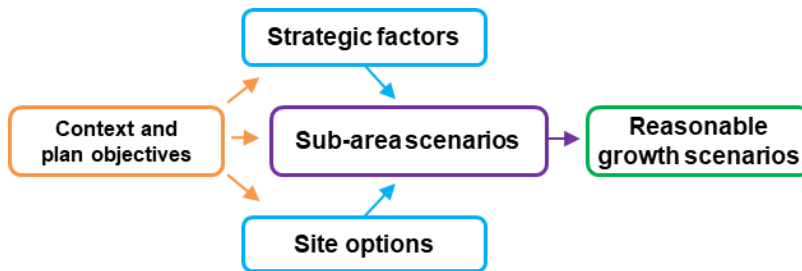 Strategic factors
Context and
plan objectives
Sub-area scenarios
Reasonable
growth scenarios
Site options